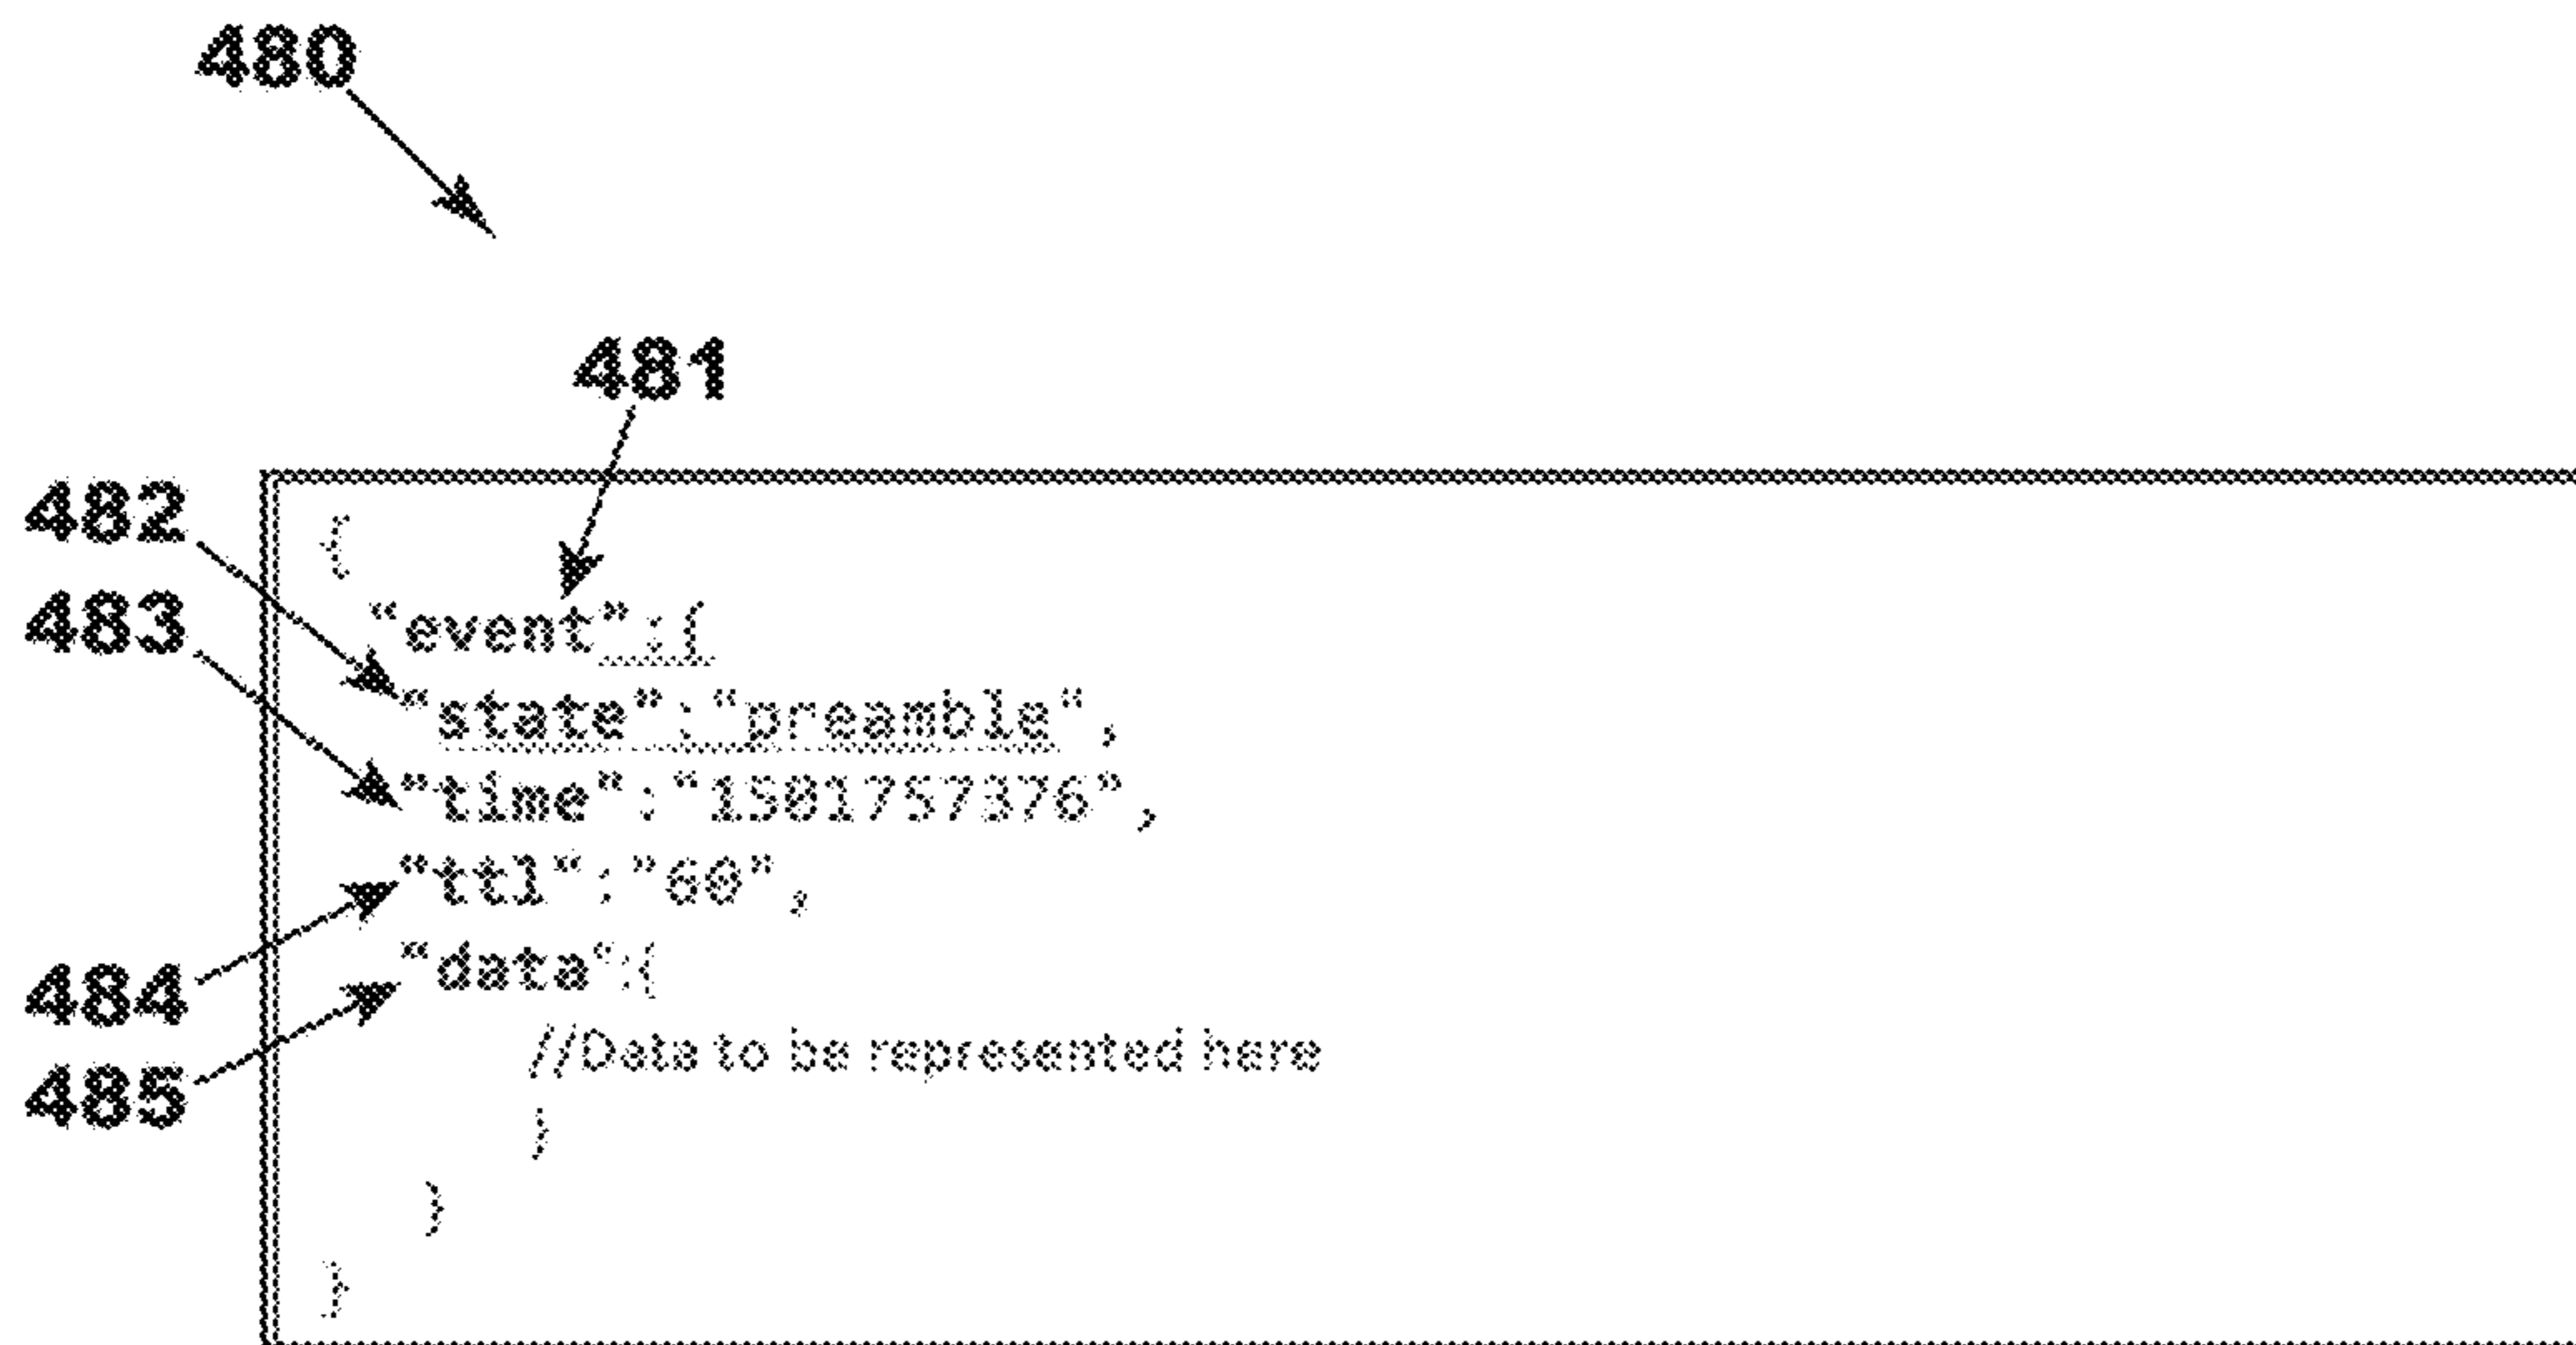 480
481
482
483
484
485
{
“event” :{
“state”:“preamble“,
“time”:“1501757376”,
“ttl“:”60”,
“data“:{
//Data to be represented here
}
}
}